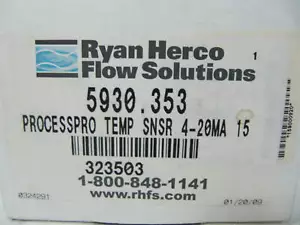 Ryan Herco
Flow Solutions
1
5930.353
PROCESSPRO TEMP SNSR 4-20MA 15
323503
1-800-848-1141
www.rhfs.com
0324291
01/20/09